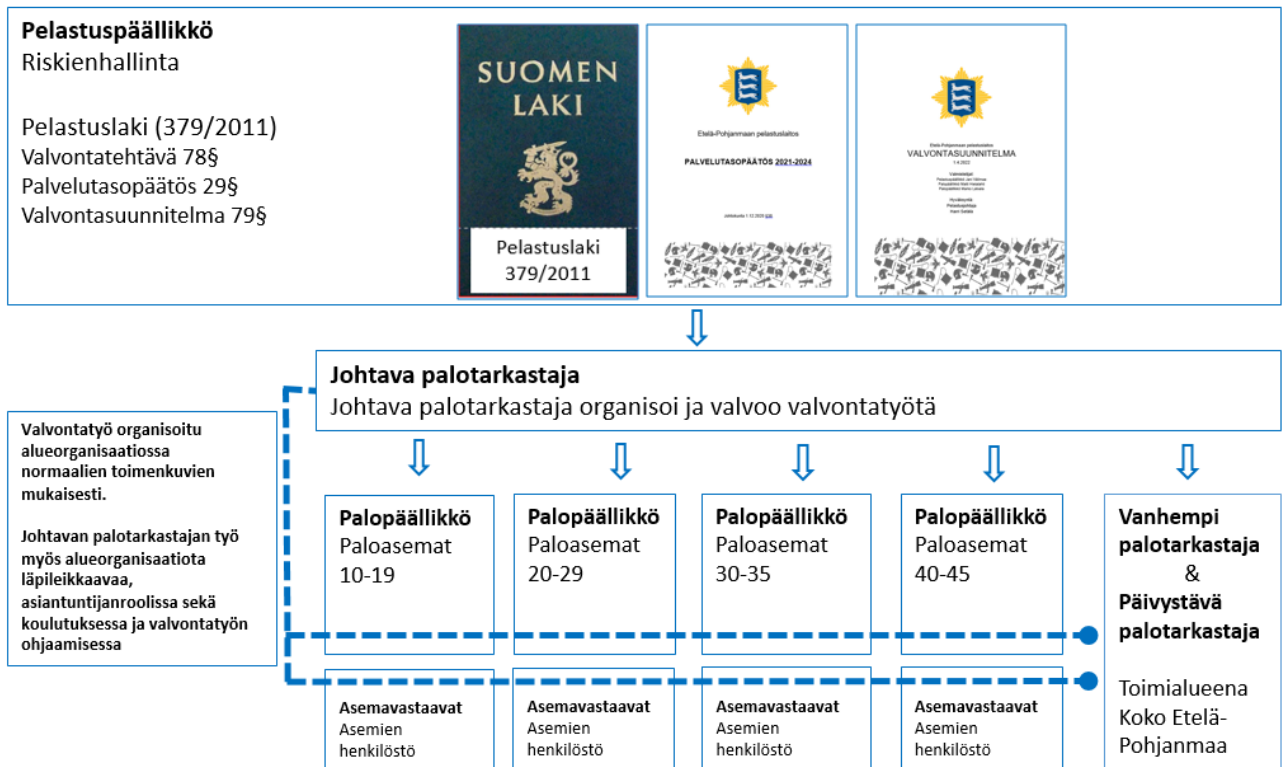 Pelastuspäällikkö
Riskienhallinta
Pelastuslaki (379/2011)
Valvontatehtävä 78§
Palvelutasopäätös 29§
Valvontasuunnitelma 79§
SUOMEN
LAKI
Pelastuslaki
379/2011
Etelä-Pohjanmaan pelastuslaitos
PALVELUTASOPÄÄTÖS 2021-2024
Etelä-Pohjanmaan pelastuslaitos
VALVONTASUUNNITELMA
Hyväksynyt
Johtava palotarkastaja
Johtava palotarkastaja organisoi ja valvoo valvontatyötä
Valvontatyö organisoitu
alueorganisaatiossa
normaalien toimenkuvien
mukaisesti.
Johtavan palotarkastajan työ
myös alueorganisaatiota
läpileikkaavaa,
asiantuntijanroolissa sekä
koulutuksessa ja valvontatyön
ohjaamisessa
Palopäällikkö
Paloasemat
10-19
Palopäällikkö
Paloasemat
20-29
Palopäällikkö
Paloasemat
30-35
Palopäällikkö
Paloasemat
40-45
Vanhempi
palotarkastaja
&
Päivystävä
palotarkastaja
Toimialueena
Koko Etelä-
Pohjanmaa
Asemavastaavat
Asemien
henkilöstö
Asemavastaavat
Asemien
henkilöstö
Asemavastaavat
Asemien
henkilöstö
Asemavastaavat
Asemien
henkilöstö